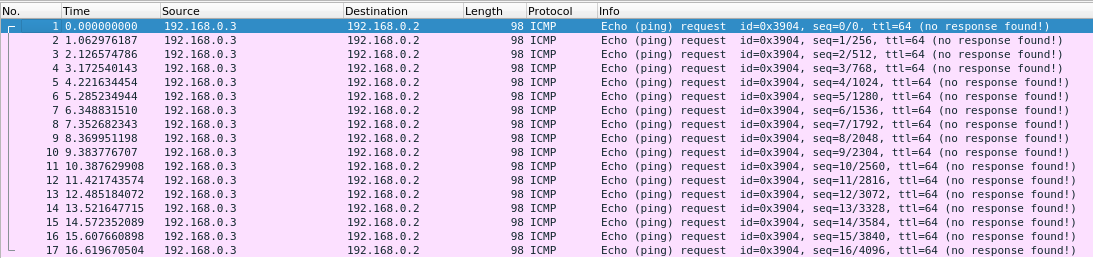 No. Time Source Destination Length Protocol Info
1 0.000000000 192.168.0.3 192.168.0.2 98 ICMP Echo (ping) request id=0x3904, seq=0/0, ttl=64 (no response found!)
2 1.062976187 192.168.0.3 192.168.0.2 98 ICMP Echo (ping) request id=0x3904, seq=1/256, ttl=64 (no response found!)
3 2.126574786 192.168.0.3 192.168.0.2 98 ICMP Echo (ping) request id=0x3904, seq=2/512, ttl=64 (no response found!)
4 3.172540143 192.168.0.3 192.168.0.2 98 ICMP Echo (ping) request id=0x3904, seq=3/768, ttl=64 (no response found!)
5 4.221634454 192.168.0.3 192.168.0.2 98 ICMP Echo (ping) request id=0x3904, seq=4/1024, ttl=64 (no response found!)
6 5.285234944 192.168.0.3 192.168.0.2 98 ICMP Echo (ping) request id=0x3904, seq=5/1280, ttl=64 (no response found!)
7 6.348831510 192.168.0.3 192.168.0.2 98 ICMP Echo (ping) request id=0x3904, seq=6/1536, ttl=64 (no response found!)
8 7.352682343 192.168.0.3 192.168.0.2 98 ICMP Echo (ping) request id=0x3904, seq=7/1792, ttl=64 (no response found!)
9 8.369951198 192.168.0.3 192.168.0.2 98 ICMP Echo (ping) request id=0x3904, seq=8/2048, ttl=64 (no response found!)
10 9.383776707 192.168.0.3 192.168.0.2 98 ICMP Echo (ping) request id=0x3904, seq=9/2304, ttl=64 (no response found!)
11 10.387629908 192.168.0.3 192.168.0.2 98 ICMP Echo (ping) request id=0x3904, seq=10/2560, ttl=64 (no response found!)
12 11.421743574 192.168.0.3 192.168.0.2 98 ICMP Echo (ping) request id=0x3904, seq=11/2816, ttl=64 (no response found!)
13 12.485184072 192.168.0.3 192.168.0.2 98 ICMP Echo (ping) request id=0x3904, seq=12/3072, ttl=64 (no response found!)
14 13.521647715 192.168.0.3 192.168.0.2 98 ICMP Echo (ping) request id=0x3904, seq=13/3328, ttl=64 (no response found!)
15 14.572352089 192.168.0.3 192.168.0.2 98 ICMP Echo (ping) request id=0x3904, seq=14/3584, ttl=64 (no response found!)
16 15.607660898 192.168.0.3 192.168.0.2 98 ICMP Echo (ping) request id=0x3904, seq=15/3840, ttl=64 (no response found!)
17 16.619670504 192.168.0.3 192.168.0.2 98 ICMP Echo (ping) request id=0x3904, seq=16/4096, ttl=64 (no response found!)